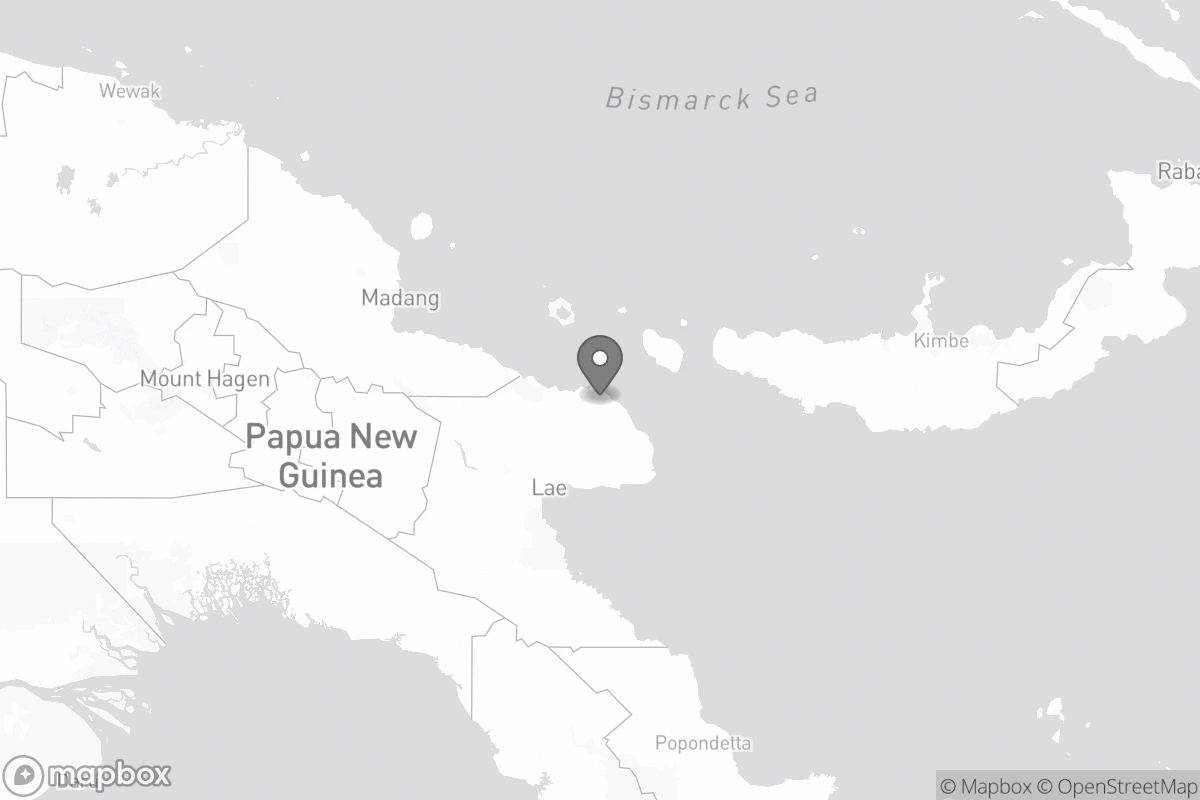 Wewak
Bismarck Sea
Raba
Madang
Kimbe
Mount Hagen
Papua New
Guinea
Lae
Popondetta
mapbox
© Mapbox © OpenStreetMap